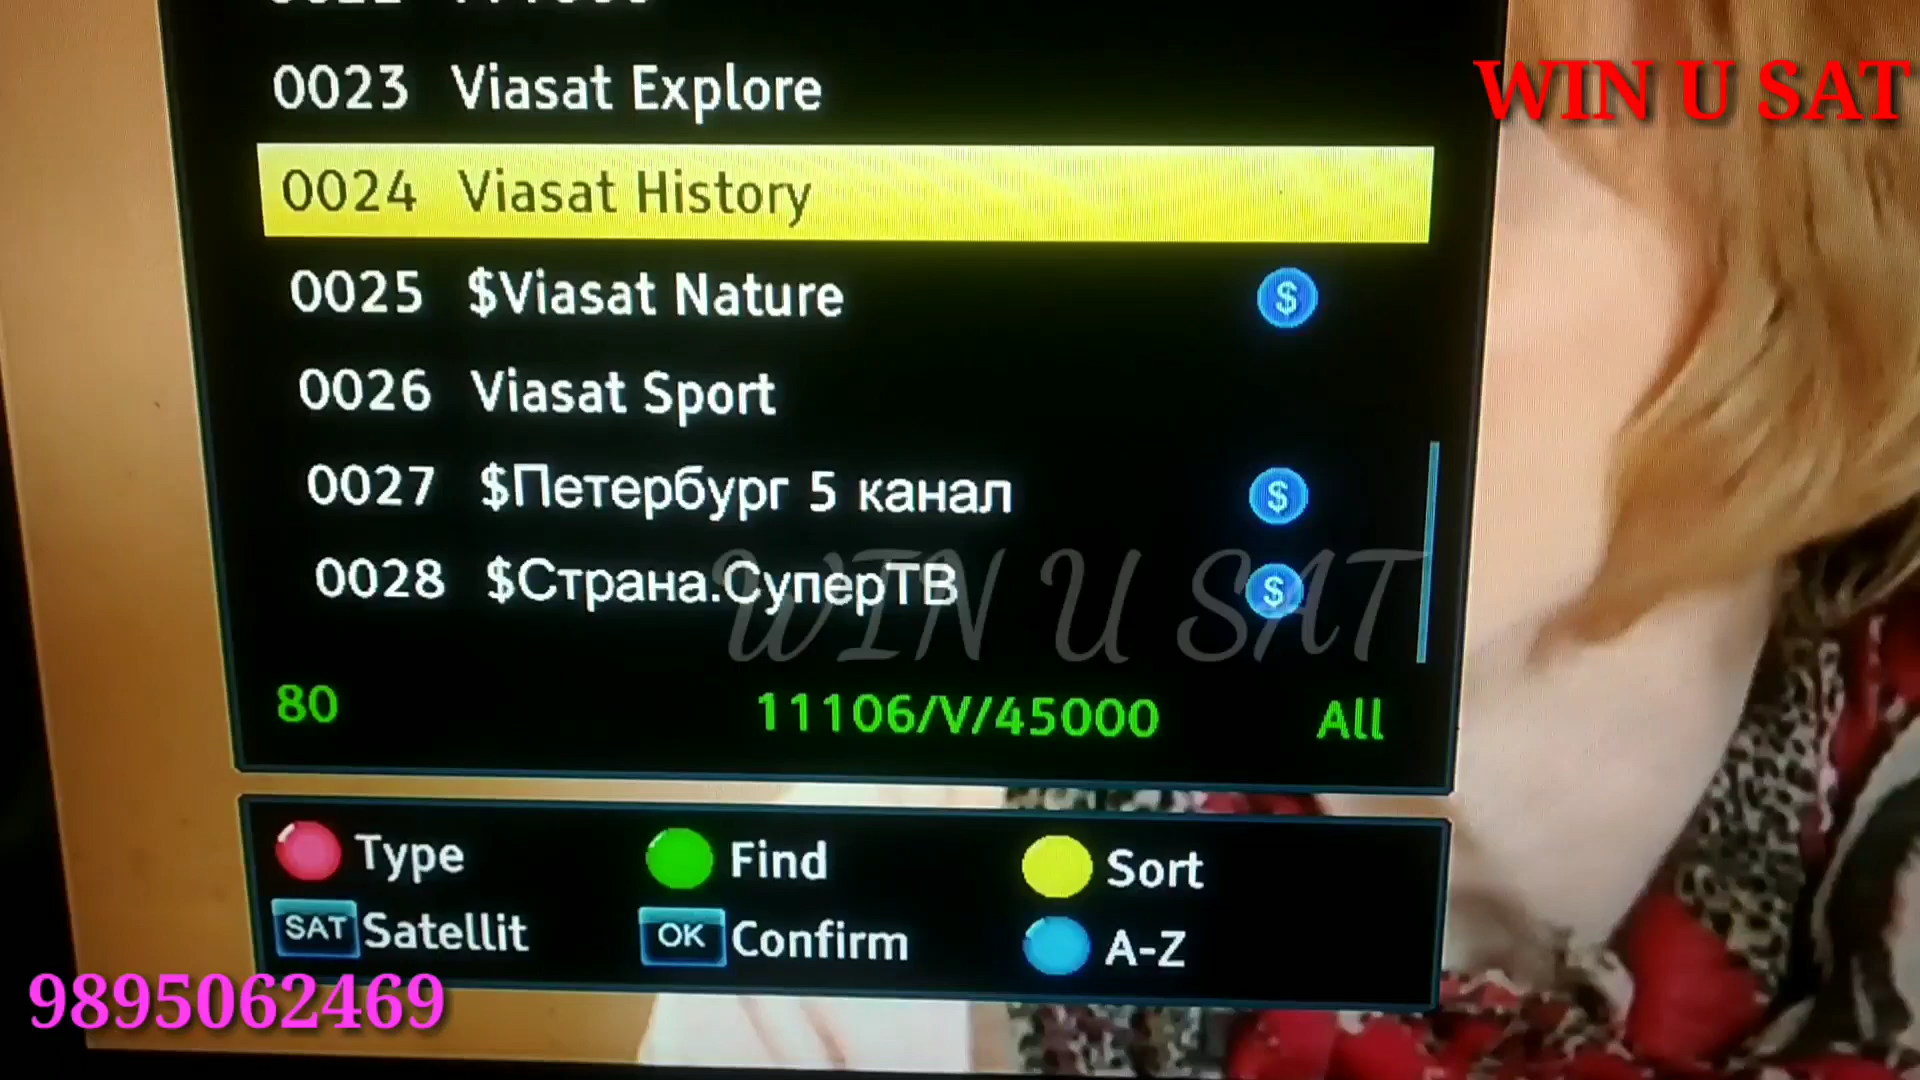 WIN U SAT
0023 Viasat Explore
0024 Viasat History
0025 $Viasat Nature $
0026 Viasat Sport
0027 $Петербург 5 канал $
0028 $Страна.СуперТВ $
WIN U SAT
80 11106/V/45000 All
Type Find Sort
SAT Satellit OK Confirm A-Z
9895062469